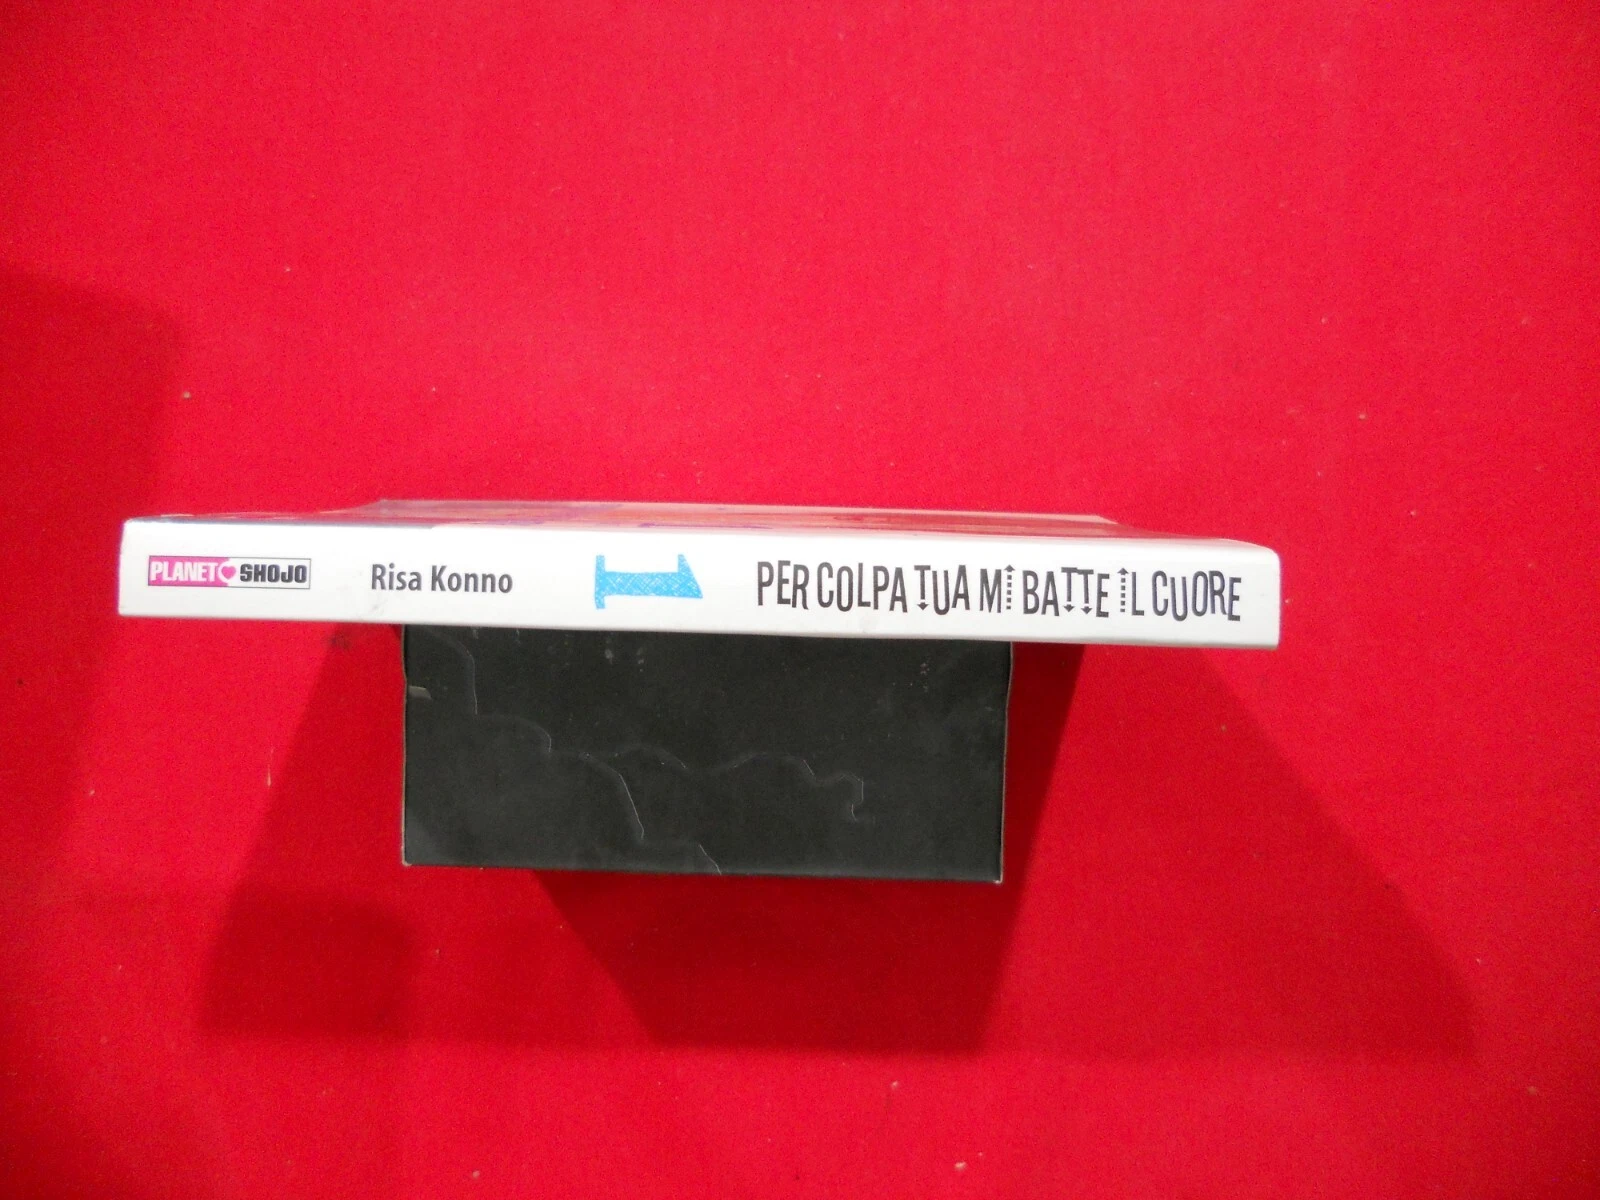 PLANET SHOJO Risa Konno 1 PER COLPA TUA MI BATTE IL CUORE